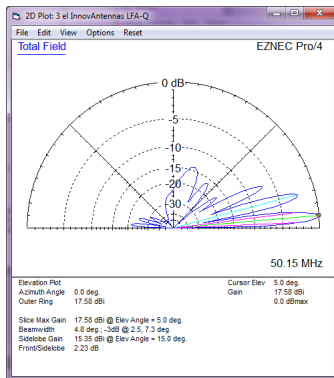 2D Plot: 3 el InnovAntennas LFA-Q
File Edit View Options Reset
Total Field
EZNEC Pro/4
0 dB
-5
-10
-15
-20
-30
50.15 MHz
Elevation Plot
Azimuth Angle 0.0 deg.
Outer Ring 17.58 dBi
Cursor Elev 5.0 deg.
Gain 17.58 dBi
0.0 dBmax
Slice Max Gain 17.58 dBi @ Elev Angle = 5.0 deg.
Beamwidth 4.8 deg.; -3dB @ 2.5, 7.3 deg.
Sidelobe Gain 15.35 dBi @ Elev Angle = 15.0 deg.
Front/Sidelobe 2.23 dB